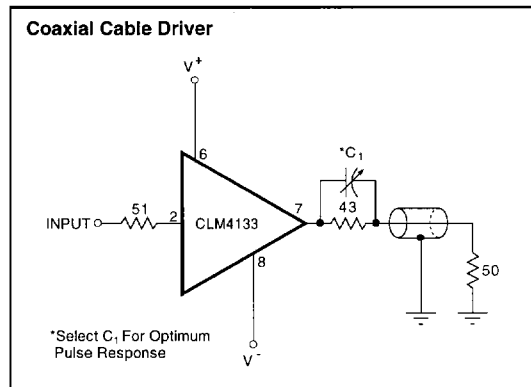 Coaxial Cable Driver
V+
6
*C1
51
7
43
INPUT
2
CLM4133
8
50
*Select C1 For Optimum
Pulse Response
V-